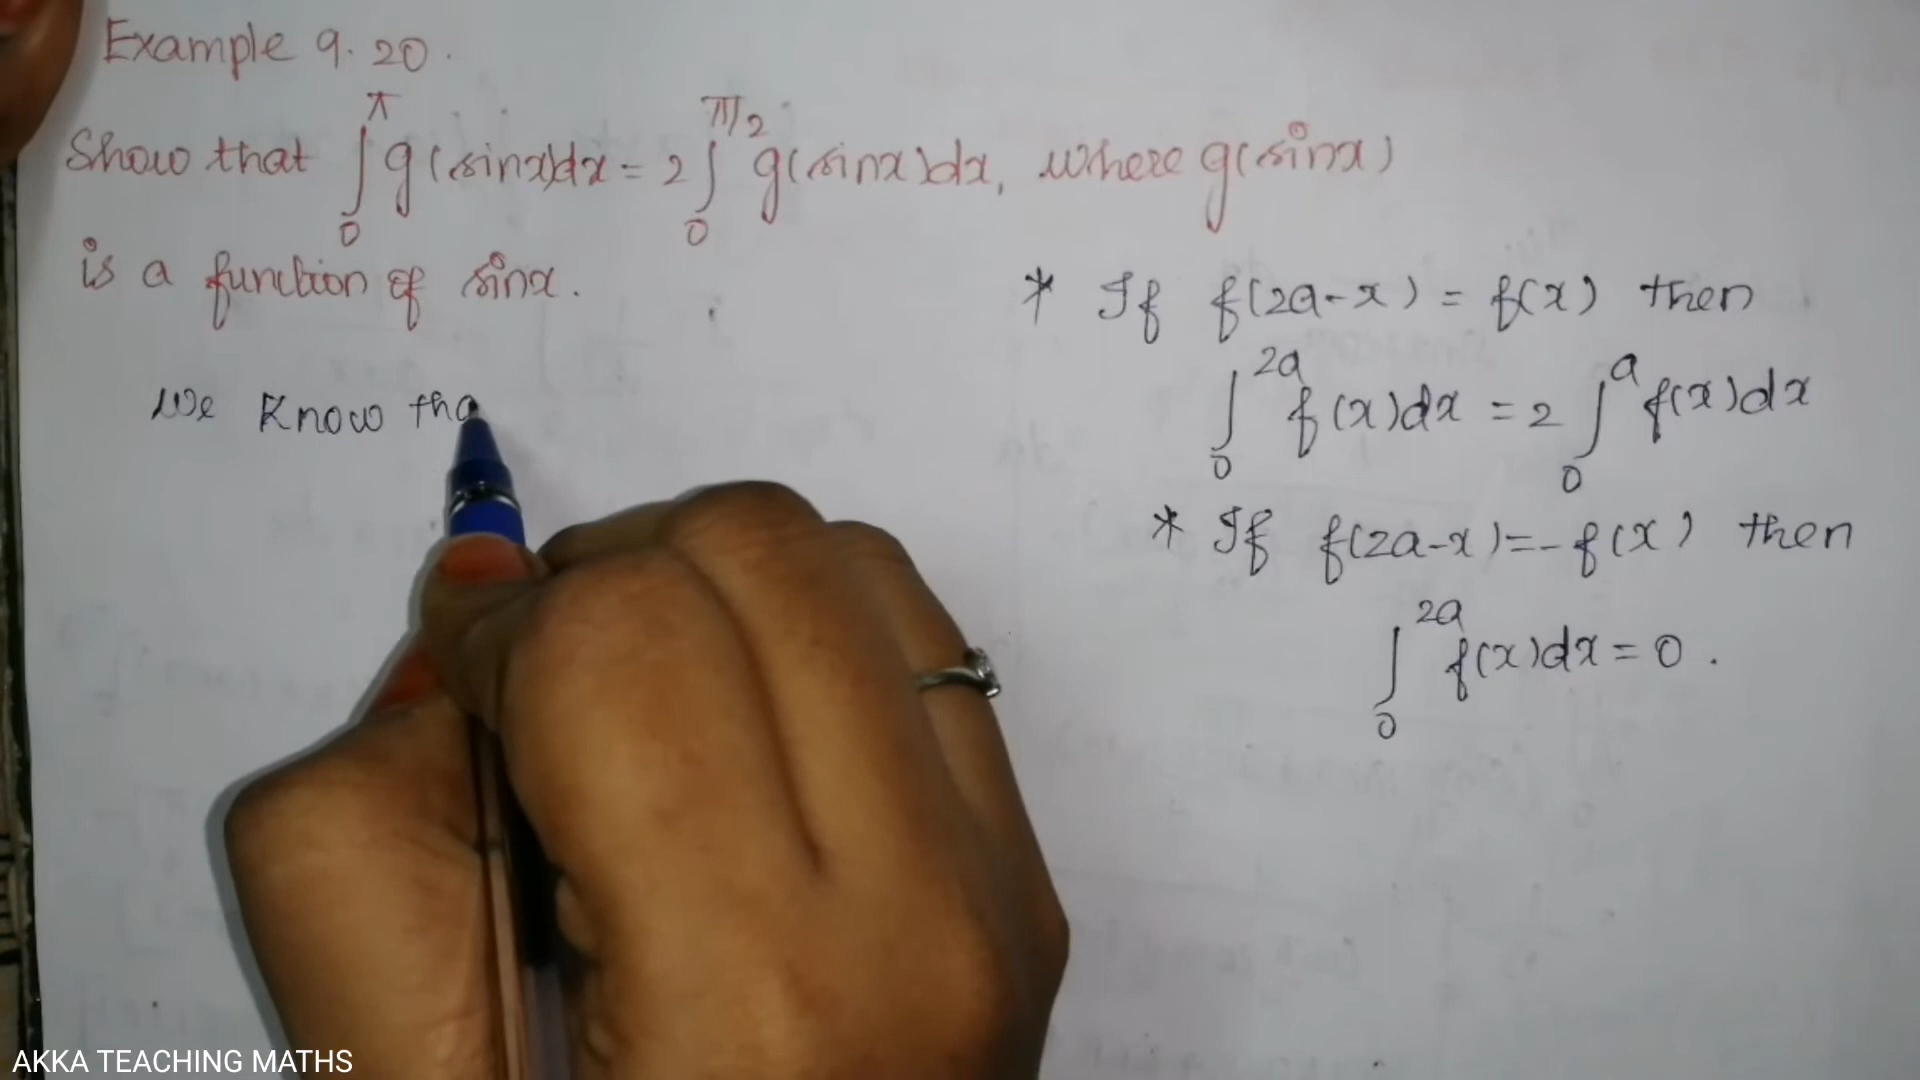 Example 9.20.
Show that ∫₀^π g(sinx)dx = 2∫₀^π/2 g(sinx)dx, where g(sinx)
is a function of sinx.
We Know tha
* If f(2a-x) = f(x) then
∫₀^2a f(x)dx = 2 ∫₀^a f(x)dx
* If f(2a-x)=-f(x) then
∫₀^2a f(x)dx = 0.
AKKA TEACHING MATHS